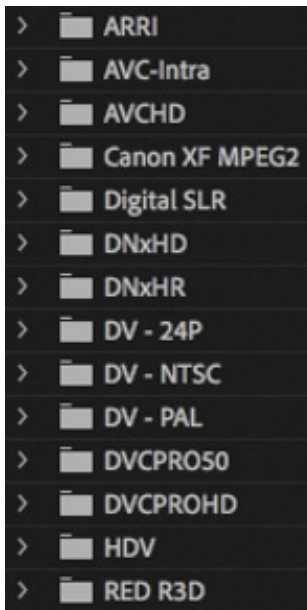 ARRI
AVC-Intra
AVCHD
Canon XF MPEG2
Digital SLR
DNxHD
DNxHR
DV - 24P
DV - NTSC
DV - PAL
DVCPRO50
DVCPROHD
HDV
RED R3D